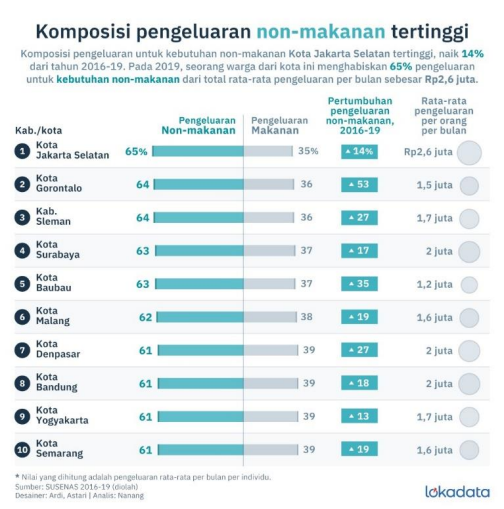 Komposisi pengeluaran non-makanan tertinggi
Komposisi pengeluaran untuk kebutuhan non-makanan Kota Jakarta Selatan tertinggi, naik 14%
dari tahun 2016-19. Pada 2019, seorang warga dari kota ini menghabiskan 65% pengeluaran
untuk kebutuhan non-makanan dari total rata-rata pengeluaran per bulan sebesar Rp2,6 juta.
Kab./kota
Pengeluaran
Non-makanan
Pengeluaran
Makanan
Pertumbuhan
pengeluaran
non-makanan,
2016-19
Rata-rata
pengeluaran
per orang
per bulan
1 Kota
Jakarta Selatan 65% 35% ▲ 14% Rp2,6 juta
2 Kota
Gorontalo 64 36 ▲ 53 1,5 juta
3 Kab.
Sleman 64 36 ▲ 27 1,7 juta
4 Kota
Surabaya 63 37 ▲ 17 2 juta
5 Kota
Baubau 63 37 ▲ 35 1,2 juta
6 Kota
Malang 62 38 ▲ 19 1,6 juta
7 Kota
Denpasar 61 39 ▲ 27 2 juta
8 Kota
Bandung 61 39 ▲ 18 2 juta
9 Kota
Yogyakarta 61 39 ▲ 13 1,7 juta
10 Kota
Semarang 61 39 ▲ 19 1,6 juta
* Nilai yang dihitung adalah pengeluaran rata-rata per bulan per individu.
Sumber: SUSENAS 2016-19 (diolah)
Desainer: Ardi, Astari | Analis: Nanang
lokadata